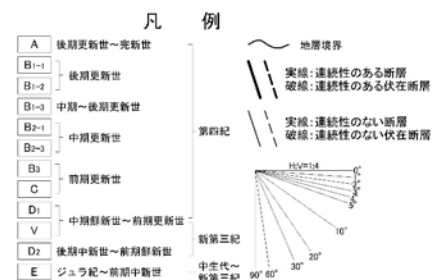 凡 例
A 後期更新世~完新世
B1-1
B1-2
後期更新世
B1-3 中期~後期更新世
B2-1
B2-3
中期更新世
B3
C
前期更新世
D1
V
中期鮮新世~前期更新世
D2 後期中新世~前期鮮新世
E ジュラ紀~前期中新世
第四紀
新第三紀
中生代~
新第三紀
地層境界
実線:連続性のある断層
破線:連続性のある伏在断層
実線:連続性のない断層
破線:連続性のない伏在断層
H:V=1:4
0°
10°
20°
30°
60°
90°